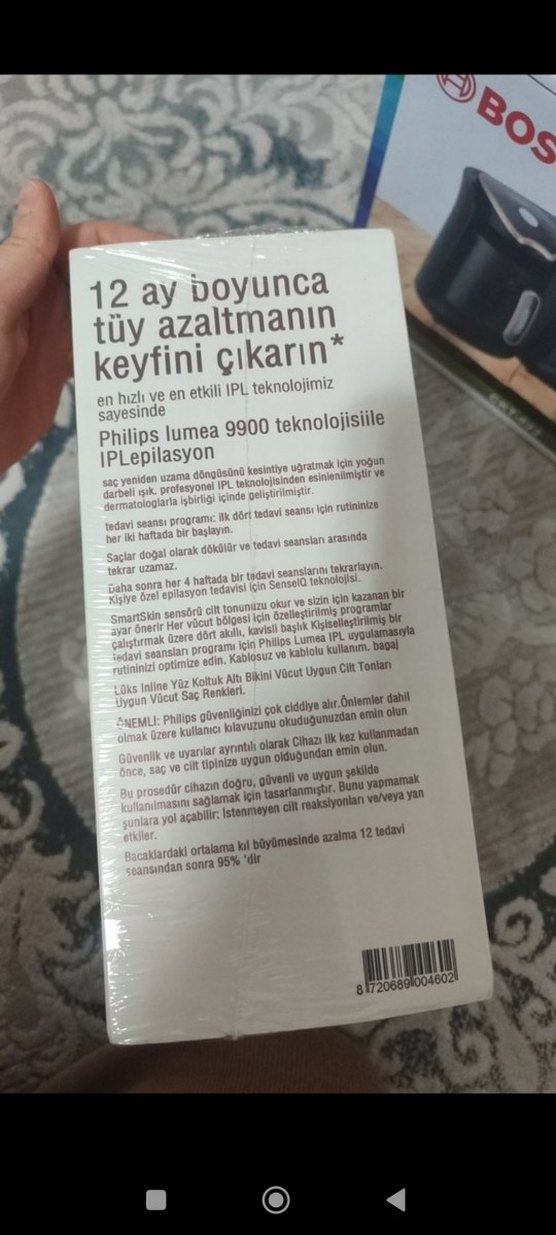 BOS
12 ay boyunca
tüy azaltmanın
keyfini çıkarın*
en hızlı ve en etkili IPL teknolojimiz
sayesinde
Philips lumea 9900 teknolojisiile
IPLepilasyon
saç yeniden uzama döngüsünü kesintiye uğratmak için yoğun
darbeli ışık. profesyonel IPL teknolojisinden esinlenilmiştir ve
dermatologlarla işbirliği içinde geliştirilmiştir.
tedavi seansı programı: ilk dört tedavi seansı için rutininize
her iki haftada bir başlayın.
Saçlar doğal olarak dökülür ve tedavi seansları arasında
tekrar uzamaz.
Daha sonra her 4 haftada bir tedavi seanslarını tekrarlayın.
Kişiye özel epilasyon tedavisi için SenseIQ teknolojisi.
SmartSkin sensörü cilt tonunuzu okur ve sizin için kazanan bir
ayar önerir Her vücut bölgesi için özelleştirilmiş programlar
çalıştırmak üzere dört akıllı, kavisli başlık Kişiselleştirilmiş bir
tedavi seansları programı için Philips Lumea IPL uygulamasıyla
rutininizi optimize edin. Kablosuz ve kablolu kullanım. bagaj
Lüks Inline Yüz Koltuk Altı Bikini Vücut Uygun Cilt Tonları
Uygun Vücut Saç Renkleri.
ÖNEMLİ: Philips güvenliğinizi çok ciddiye alır.Önlemler dahil
olmak üzere kullanıcı kılavuzunu okuduğunuzdan emin olun
Güvenlik ve uyarılar ayrıntılı olarak Cihazı ilk kez kullanmadan
önce, saç ve cilt tipinize uygun olduğundan emin olun.
Bu prosedür cihazın doğru, güvenli ve uygun şekilde
kullanılmasını sağlamak için tasarlanmıştır. Bunu yapmamak
şunlara yol açabilir: İstenmeyen cilt reaksiyonları ve/veya yan
etkiler.
Bacaklardaki ortalama kıl büyümesinde azalma 12 tedavi
seansından sonra 95% 'dir
8 720689 004602